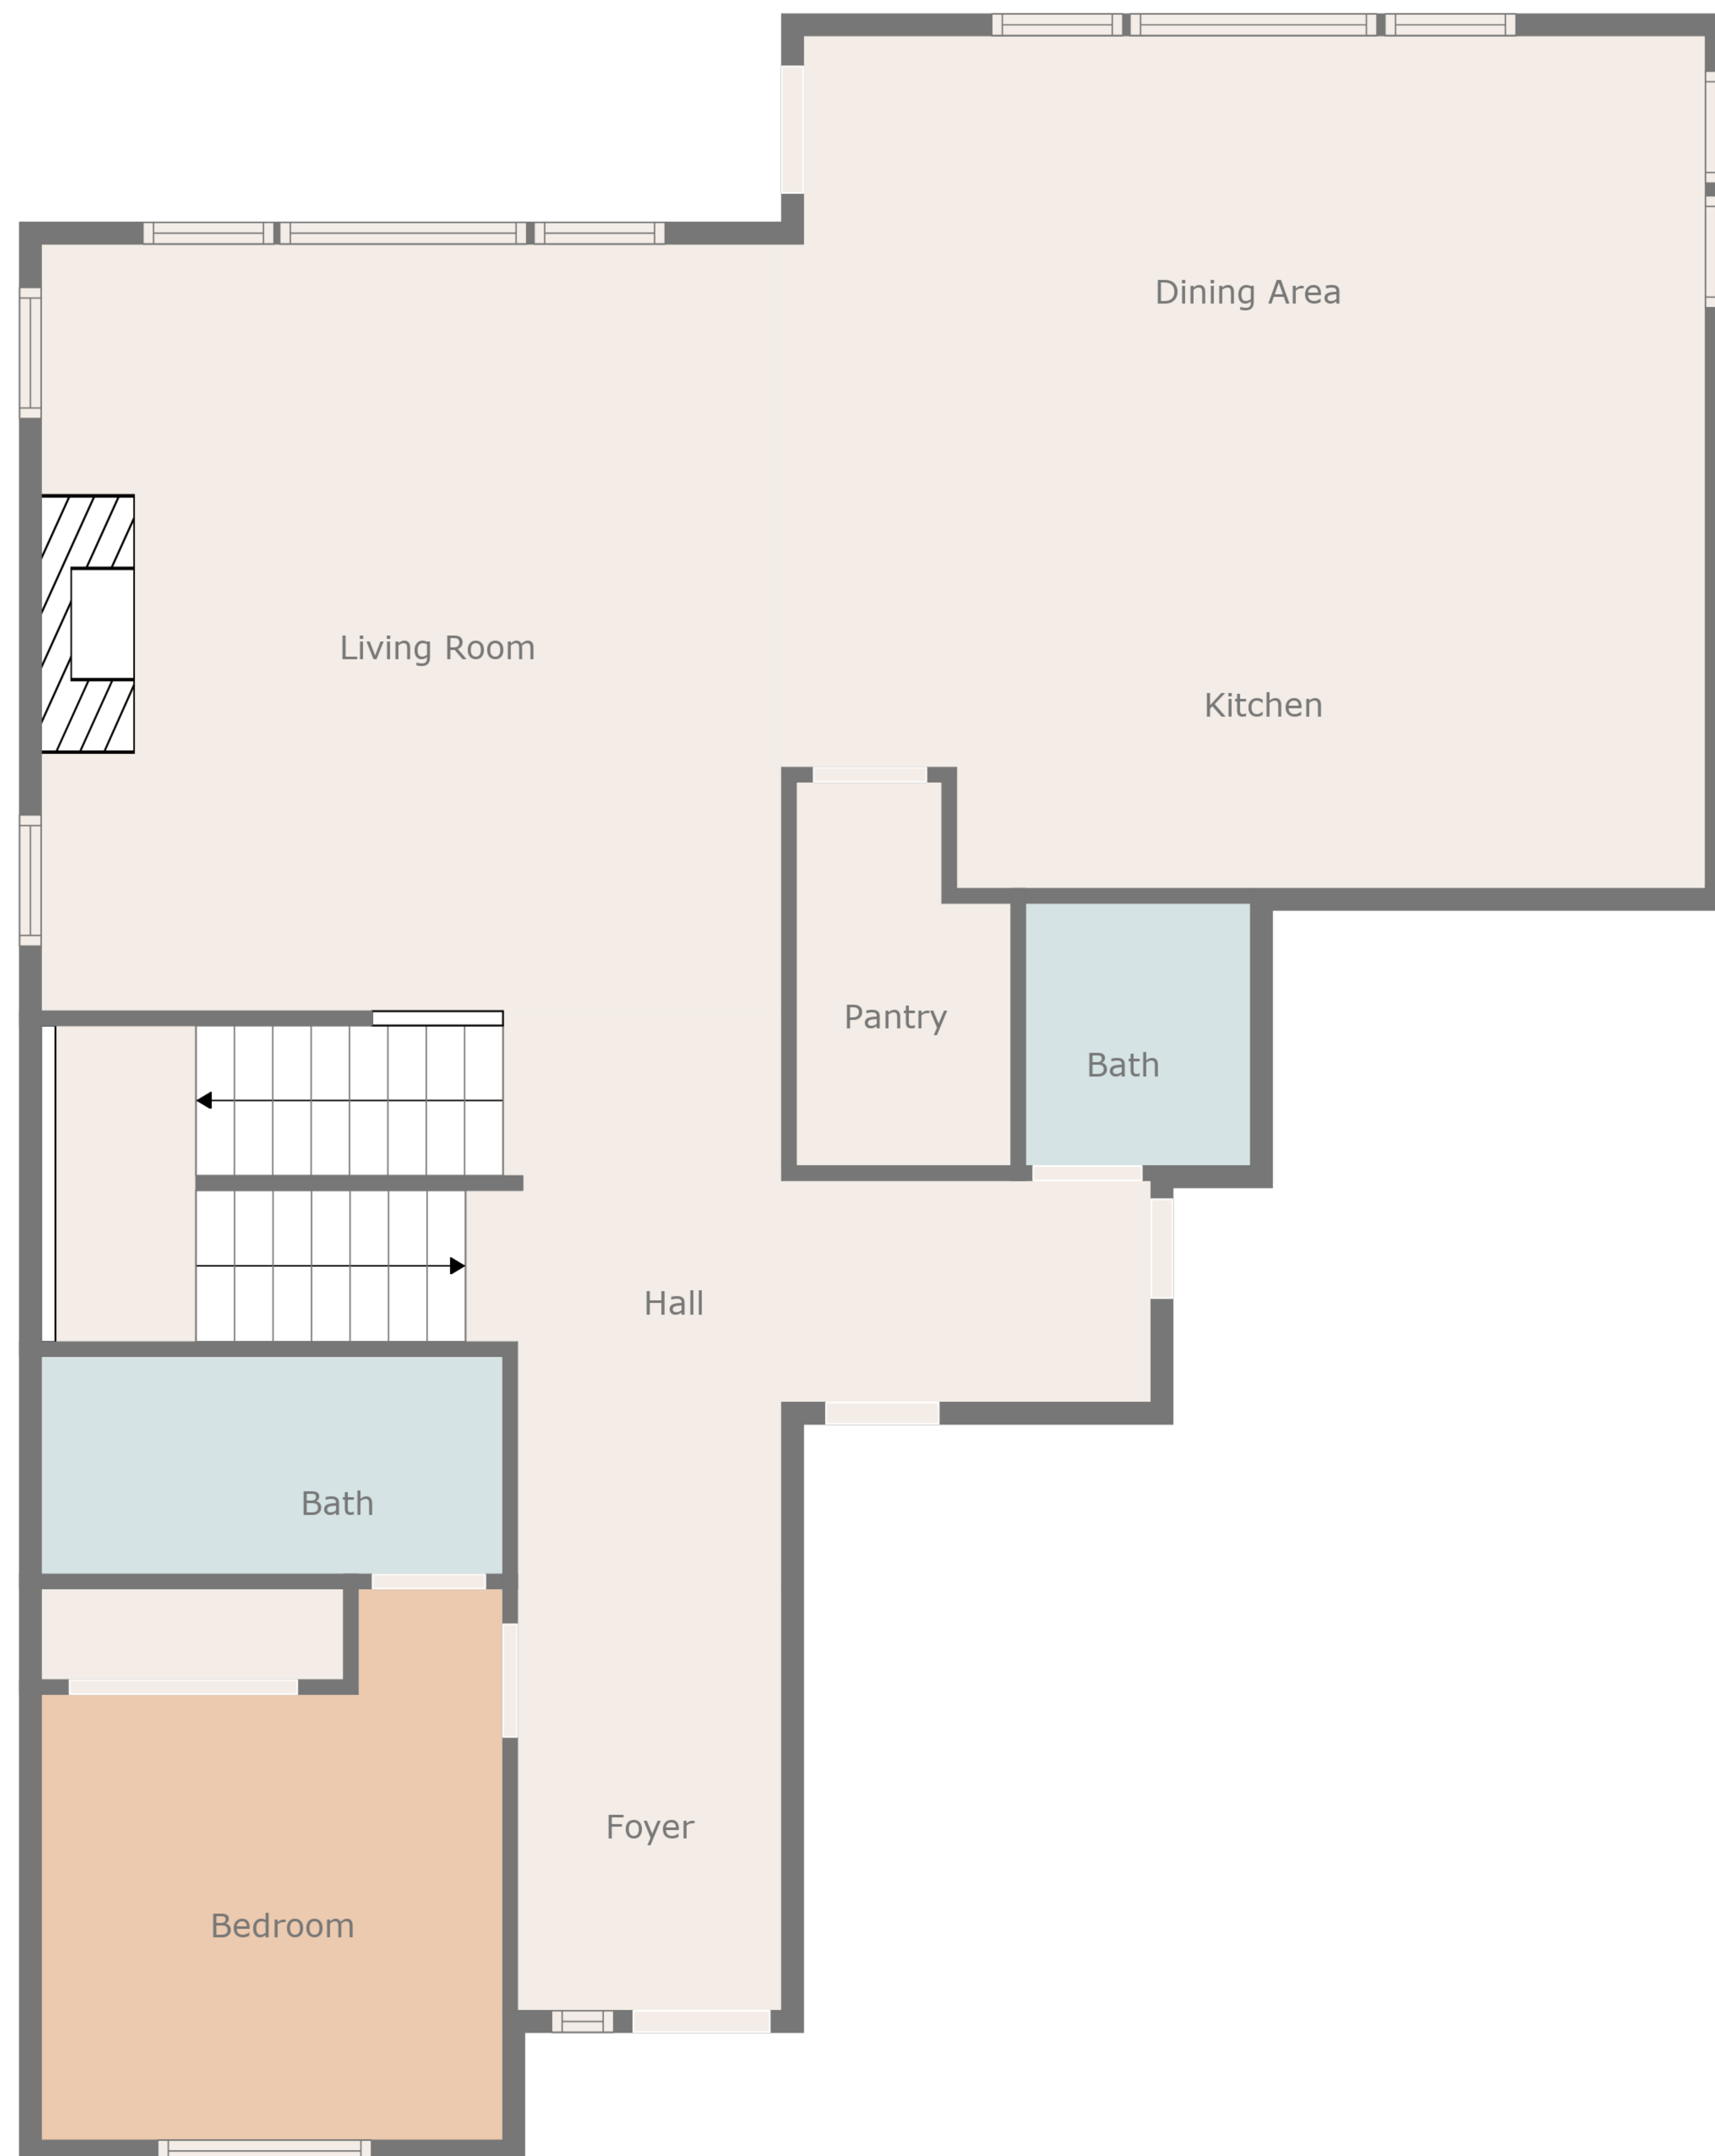 Dining Area
Living Room
Kitchen
Pantry
Bath
Hall
Bath
Foyer
Bedroom